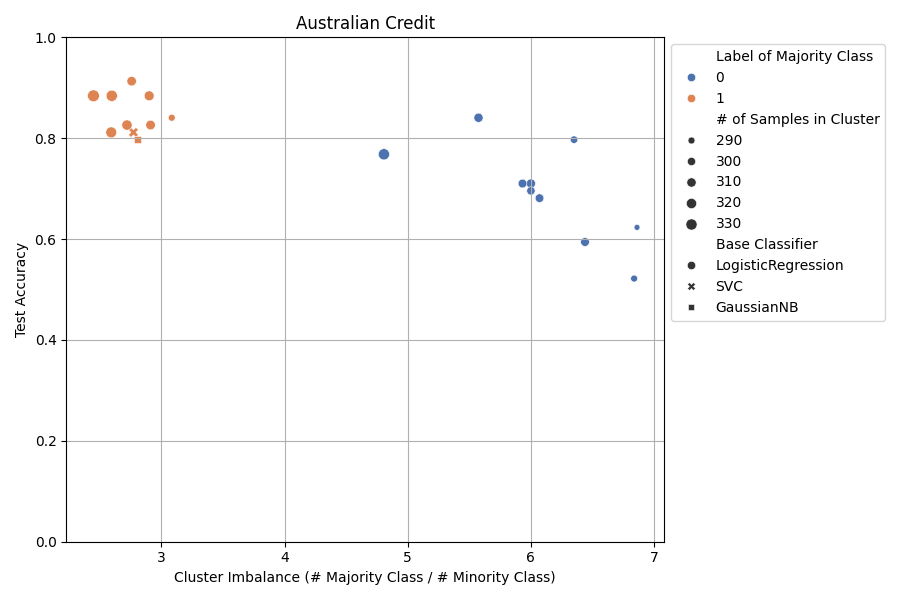 Australian Credit
1.0
0.8
0.6
0.4
0.2
0.0
Test Accuracy
3
4
5
6
7
Cluster Imbalance (# Majority Class / # Minority Class)
Label of Majority Class
0
1
# of Samples in Cluster
290
300
310
320
330
Base Classifier
LogisticRegression
SVC
GaussianNB